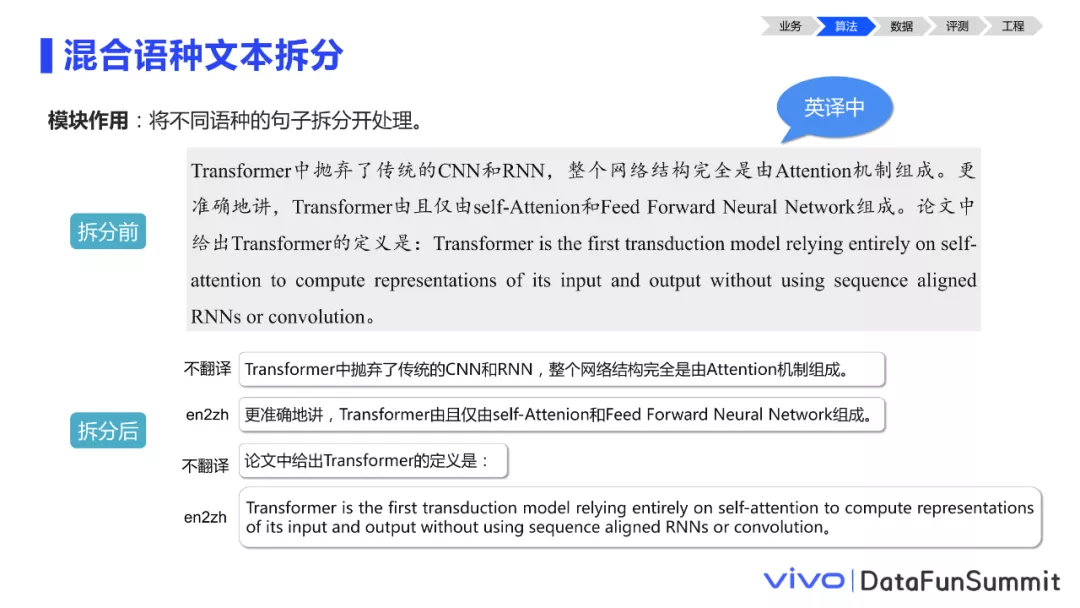 业务 算法 数据 评测 工程
混合语种文本拆分
模块作用：将不同语种的句子拆分开处理。
英译中
拆分前
Transformer中抛弃了传统的CNN和RNN，整个网络结构完全是由Attention机制组成。更
准确地讲，Transformer由且仅由self-Attenion和Feed Forward Neural Network组成。论文中
给出Transformer的定义是：Transformer is the first transduction model relying entirely on self-
attention to compute representations of its input and output without using sequence aligned
RNNs or convolution。
拆分后
不翻译 Transformer中抛弃了传统的CNN和RNN，整个网络结构完全是由Attention机制组成。
en2zh 更准确地讲，Transformer由且仅由self-Attenion和Feed Forward Neural Network组成。
不翻译 论文中给出Transformer的定义是：
en2zh Transformer is the first transduction model relying entirely on self-attention to compute representations
of its input and output without using sequence aligned RNNs or convolution。
vivo DataFunSummit